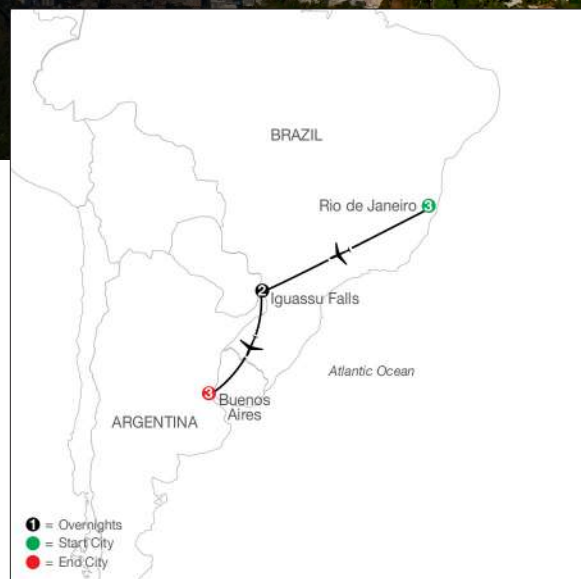 BRAZIL
Rio de Janeiro 3
2
Iguassu Falls
Atlantic Ocean
3 Buenos
Aires
ARGENTINA
1 = Overnights
= Start City
= End City